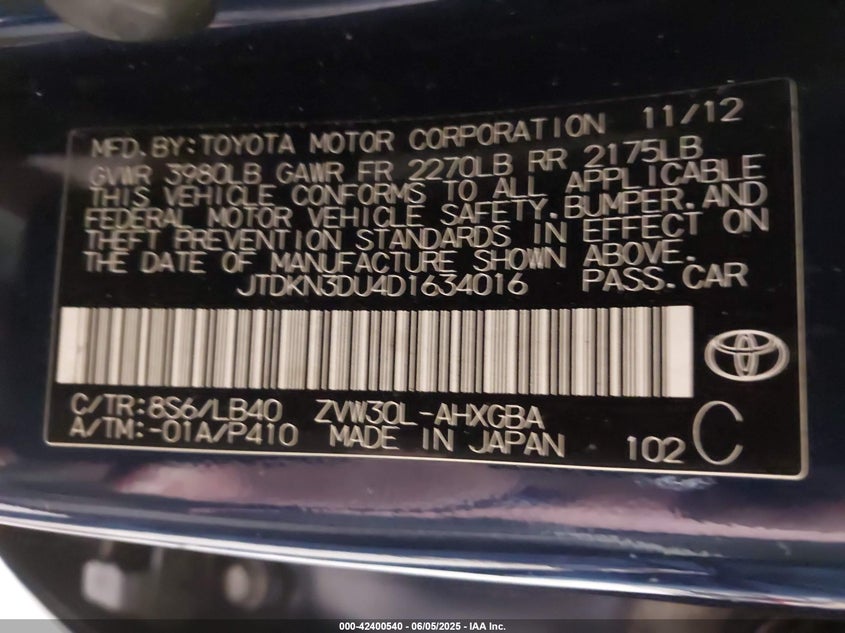 MFD.BY:TOYOTA MOTOR CORPORATION 11/12
GVWR 3980LB GAWR FR 2270LB RR 2175LB
THIS VEHICLE CONFORMS TO ALL APPLICABLE
FEDERAL MOTOR VEHICLE SAFETY,BUMPER,AND
THEFT PREVENTION STANDARDS IN EFFECT ON
THE DATE OF MANUFACTURE SHOWN ABOVE.
JTDKN3DU4D1634016 PASS.CAR
C/TR:8S6/LB40 ZVW30L-AHXGBA
A/TM:-01A/P410 MADE IN JAPAN 102 C
000-42400540 - 06/05/2025 - IAA Inc.